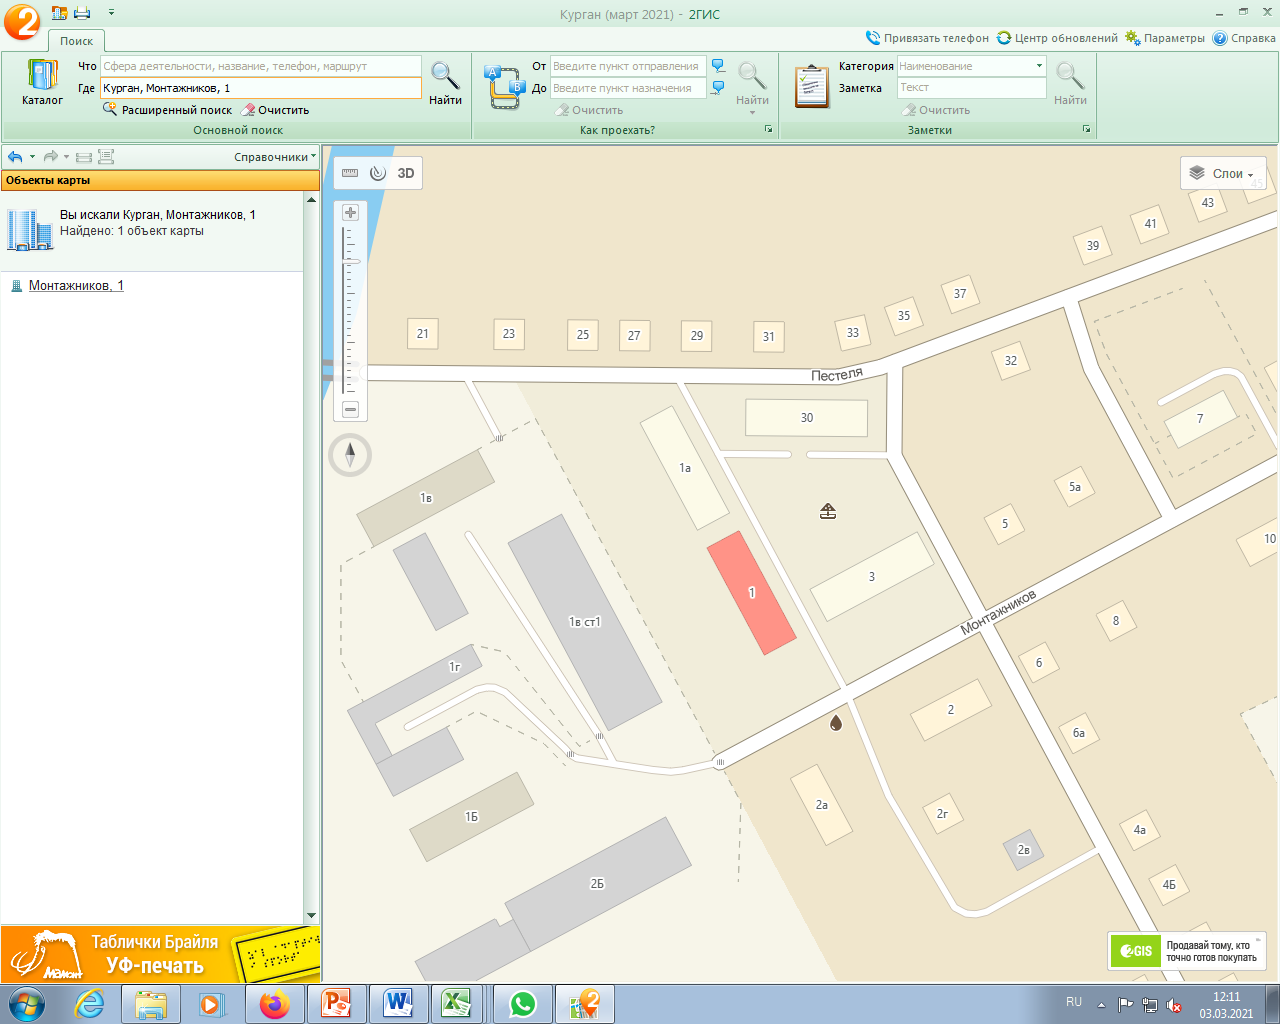 Курган (март 2021) - 2ГИС
Поиск
Привязать телефон
Центр обновлений
Параметры
Справка
Каталог
Что
Сфера деятельности, название, телефон, маршрут
Где
Курган, Монтажников, 1
Найти
Расширенный поиск
Очистить
Основной поиск
От
Введите пункт отправления
До
Введите пункт назначения
Найти
Очистить
Как проехать?
Категория
Наименование
Заметка
Текст
Найти
Очистить
Заметки
Справочники
Объекты карты
Вы искали Курган, Монтажников, 1
Найдено: 1 объект карты
Монтажников, 1
3D
Слои
45
43
41
39
37
35
33
31
29
27
25
23
21
Пестеля
32
30
7
1а
1в
5а
5
10
3
1
Монтажников
1в ст1
8
6
1г
2
6а
2а
2г
1Б
4а
2в
2Б
4Б
Таблички Брайля
УФ-печать
Мамонт
2GIS
Продавай тому, кто
точно готов покупать
RU
12:11
03.03.2021